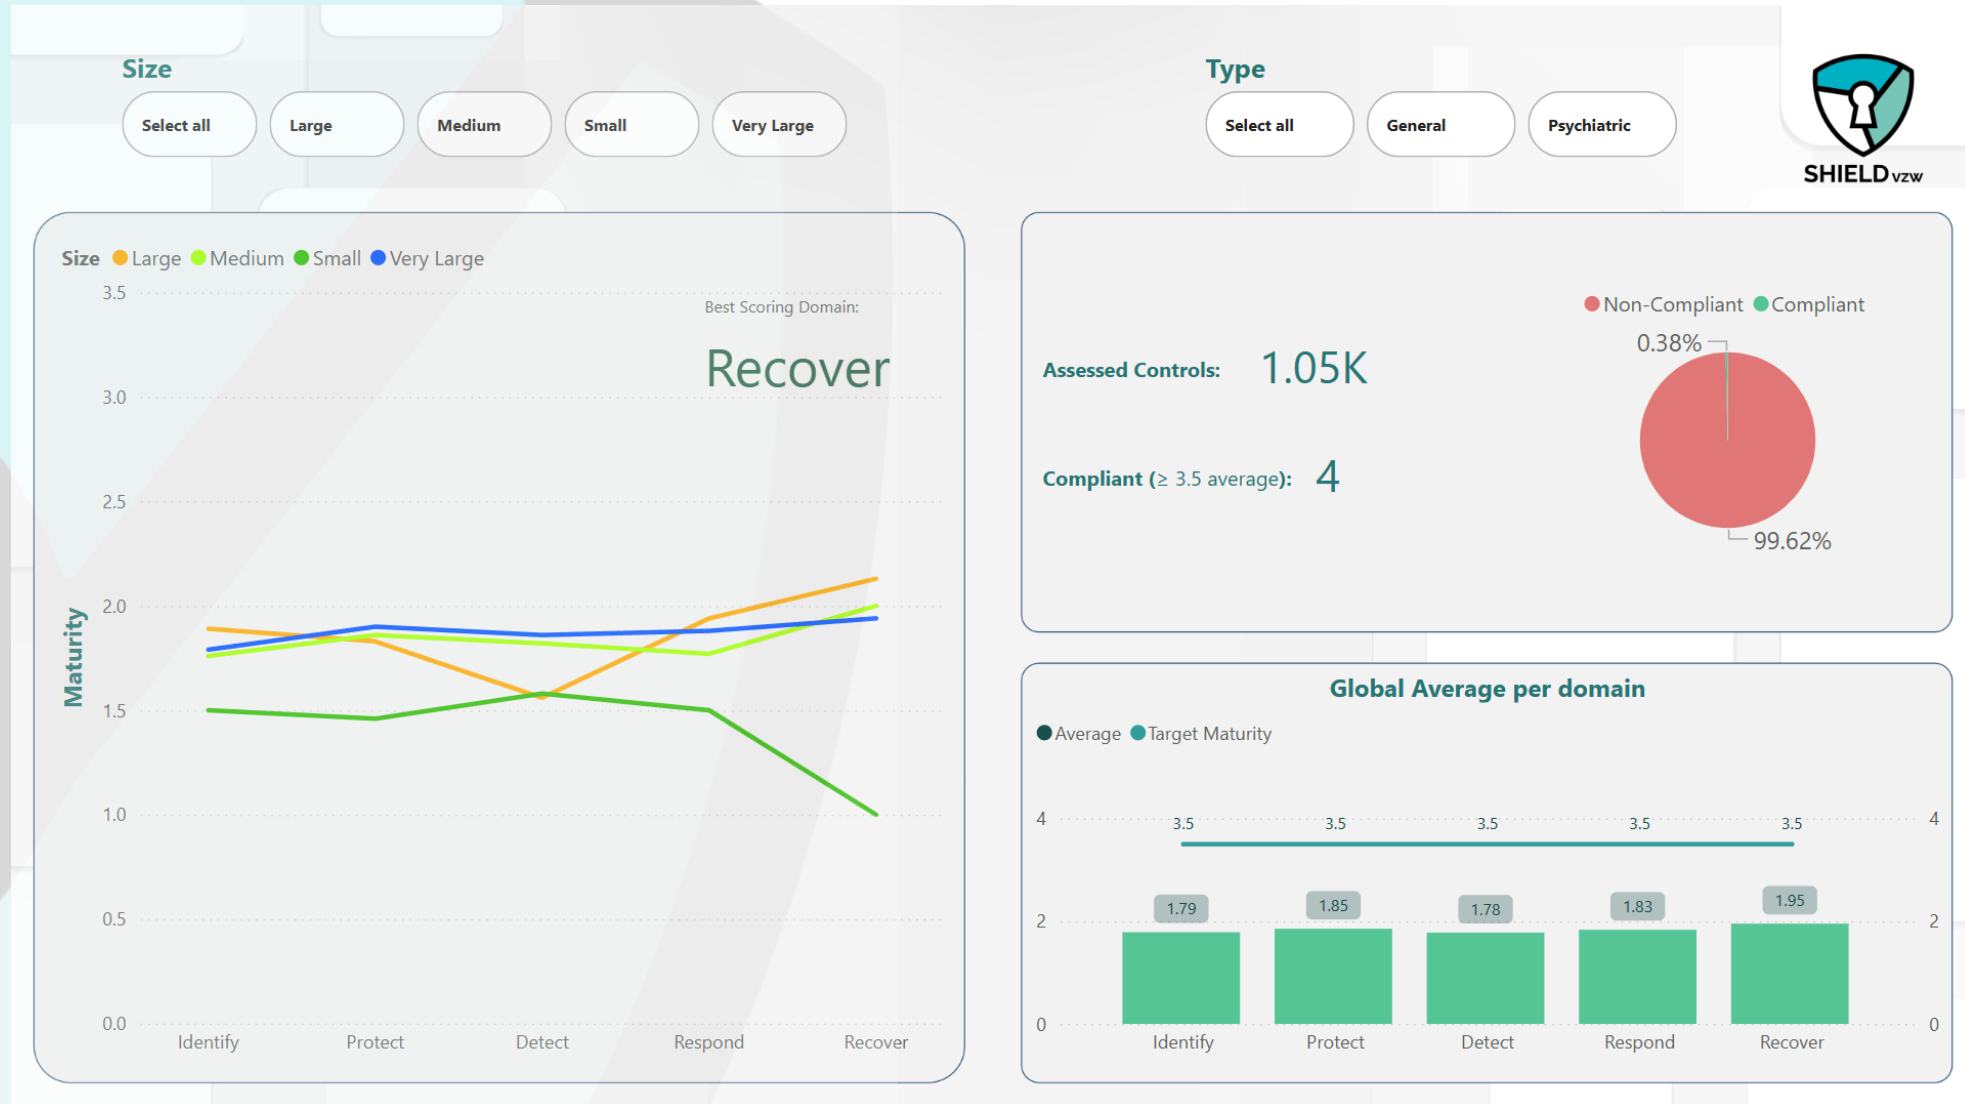 Size
Select all
Large
Medium
Small
Very Large
Type
Select all
General
Psychiatric
SHIELD vzw
Size Large Medium Small Very Large
Best Scoring Domain:
Recover
Maturity
3.5
3.0
2.5
2.0
1.5
1.0
0.5
0.0
Identify Protect Detect Respond Recover
Assessed Controls: 1.05K
Compliant (≥ 3.5 average): 4
Non-Compliant Compliant
0.38%
99.62%
Global Average per domain
Average Target Maturity
4 4
3.5 3.5 3.5 3.5 3.5
1.79 1.85 1.78 1.83 1.95
2 2
0 0
Identify Protect Detect Respond Recover